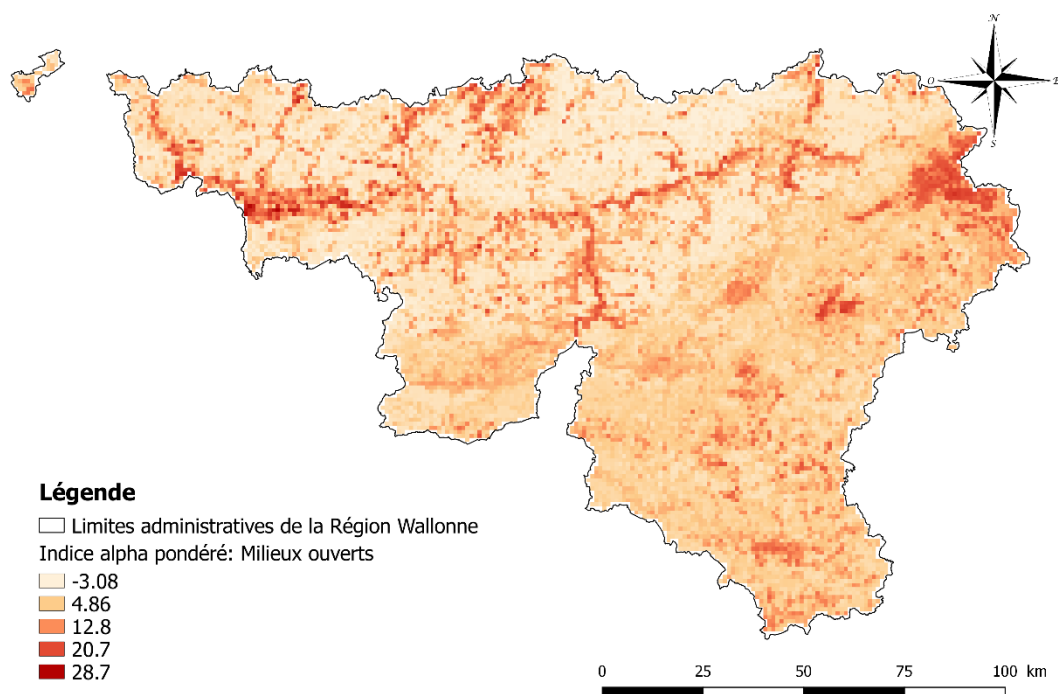 N
O
E
S
Légende
Limites administratives de la Région Wallonne
Indice alpha pondéré: Milieux ouverts
-3.08
4.86
12.8
20.7
28.7
0 25 50 75 100 km